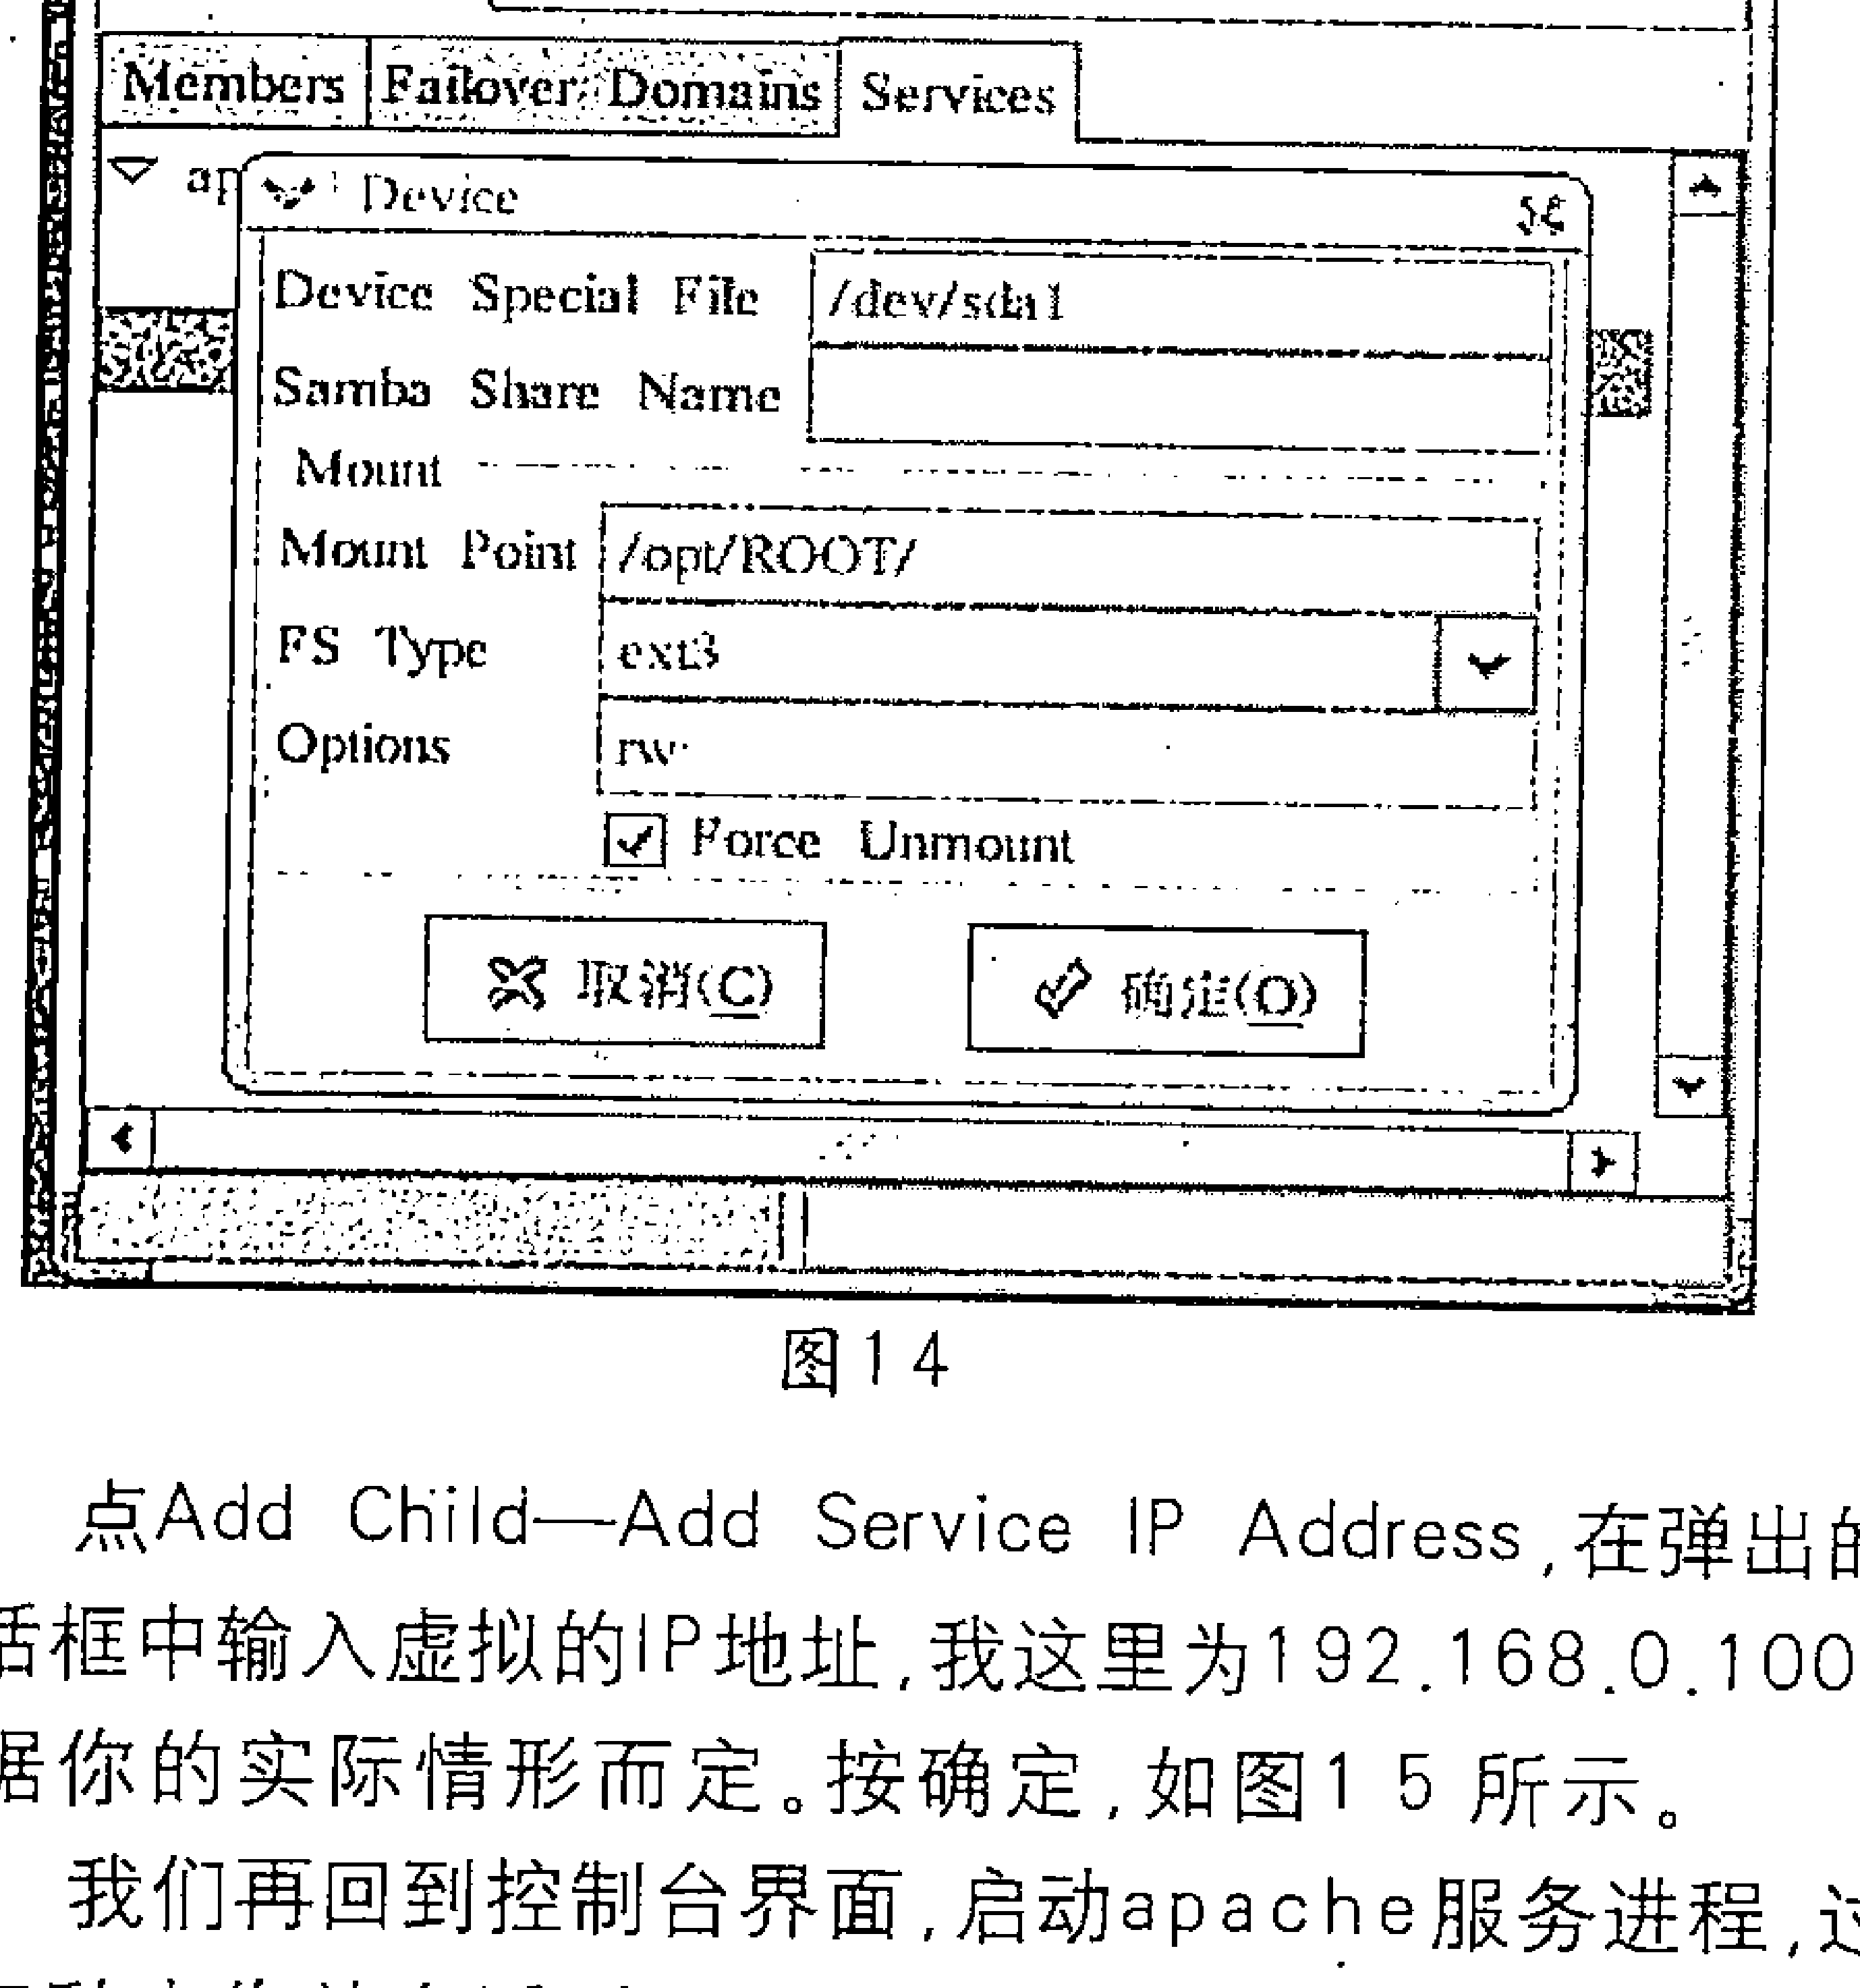 Members Failover Domains Services
ap
Device
Device Special File /dev/sda1
Samba Share Name
Mount
Mount Point /opt/ROOT/
FS Type ext3
Options rw
Force Unmount
取消(C) 确定(O)
图14
点Add Child—Add Service IP Address,在弹出的
话框中输入虚拟的IP地址,我这里为192.168.0.100
据你的实际情形而定。按确定,如图15所示。
我们再回到控制台界面,启动apache服务进程,过